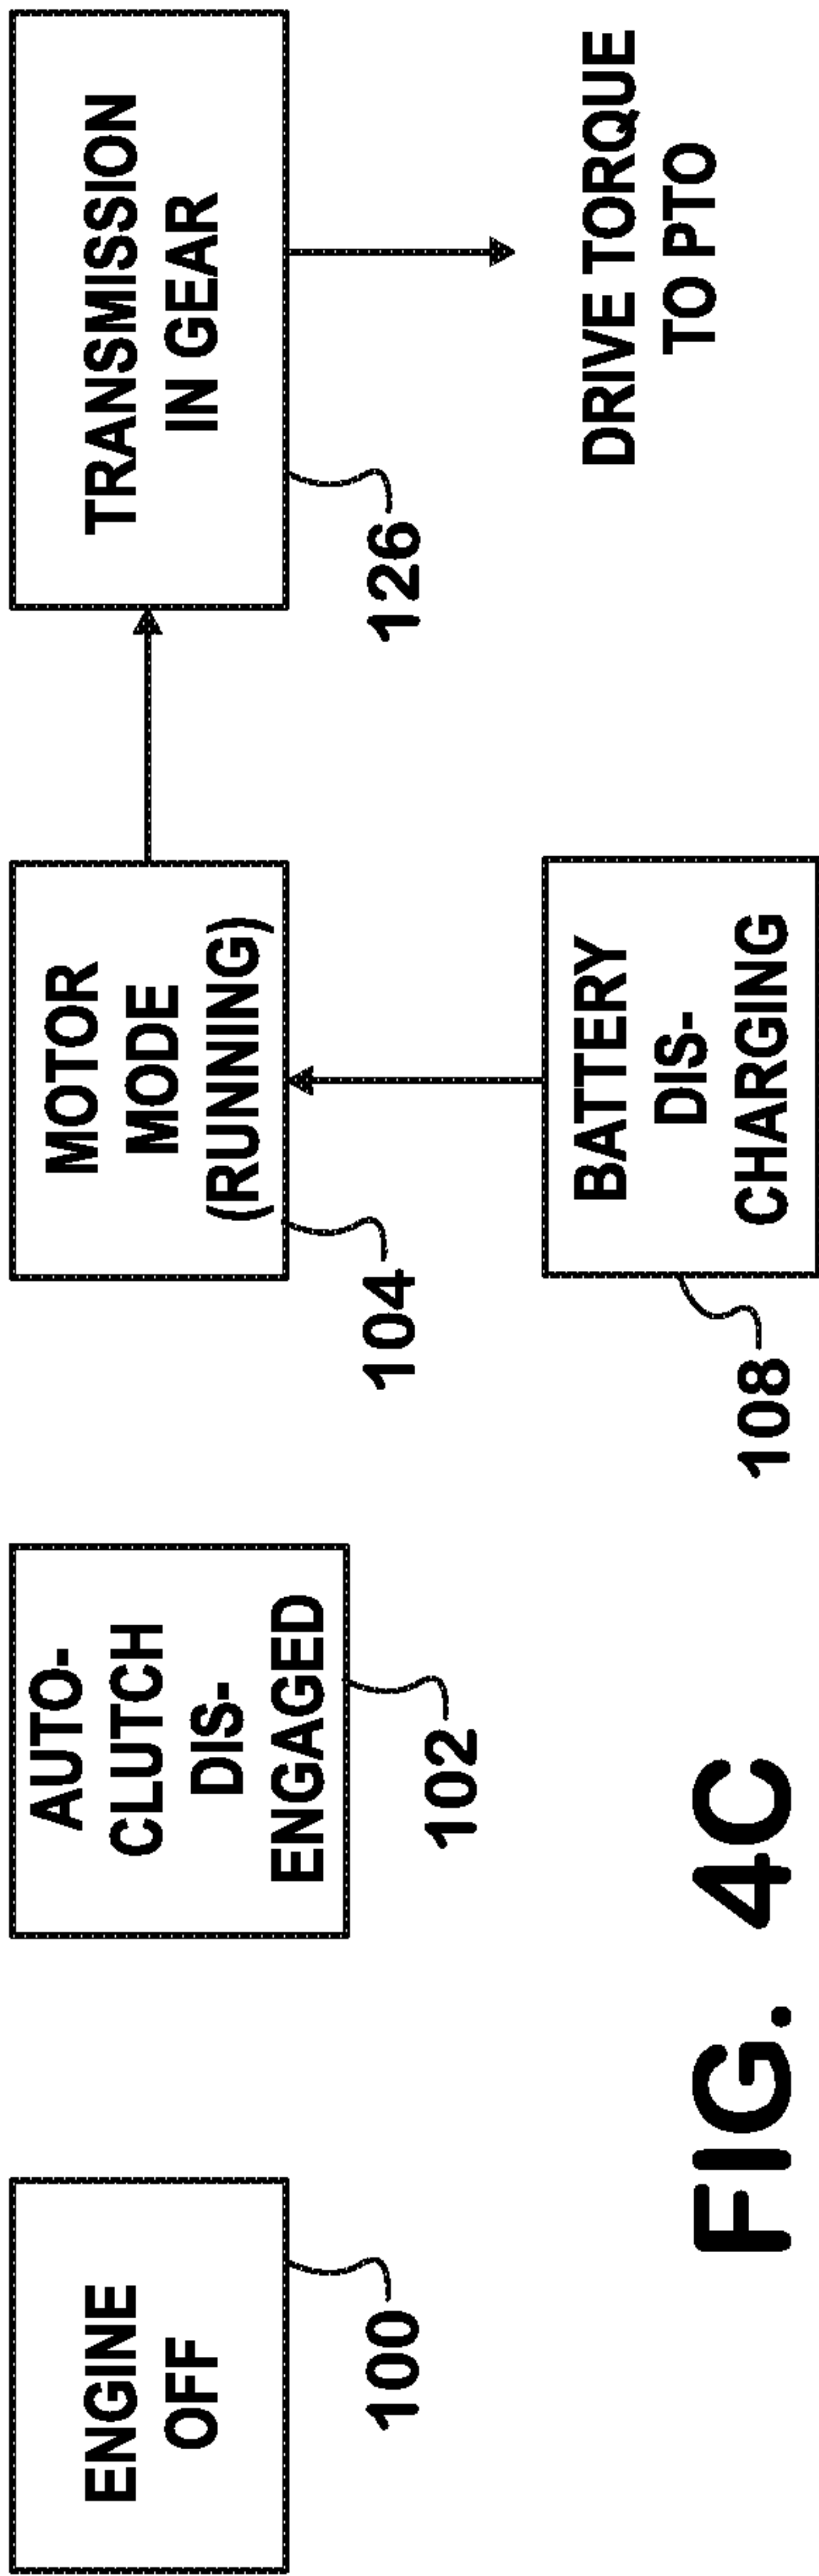 ENGINE
OFF
100
AUTO-
CLUTCH
DIS-
ENGAGED
102
MOTOR
MODE
(RUNNING)
104
BATTERY
DIS-
CHARGING
108
TRANSMISSION
IN GEAR
126
DRIVE TORQUE
TO PTO
FIG. 4C